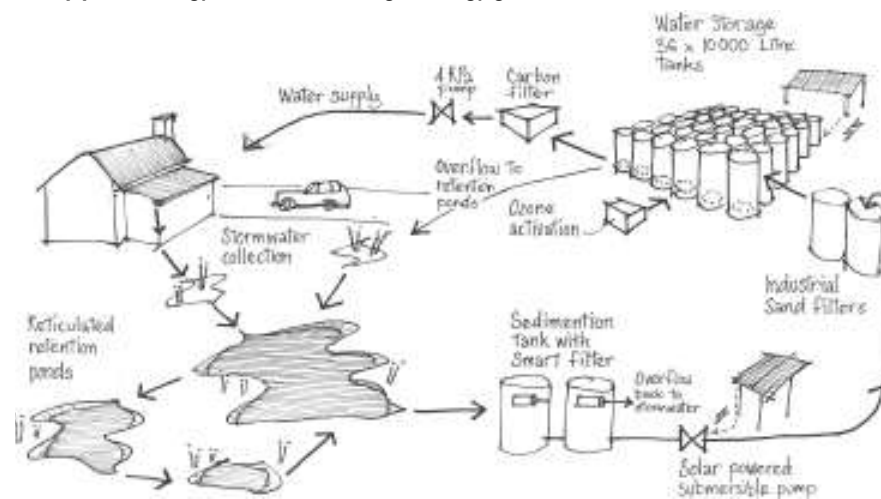 Water Storage
36 x 10000 Litre
Tanks
4 KPa
pump
Carbon
filter
Water supply
Overflow to
retention
ponds
Ozone
activation
Stormwater
collection
Industrial
Sand filters
Reticulated
retention
ponds
Sedimention
Tank with
Smart filter
Overflow
back to
stormwater
Solar powered
submersible pump